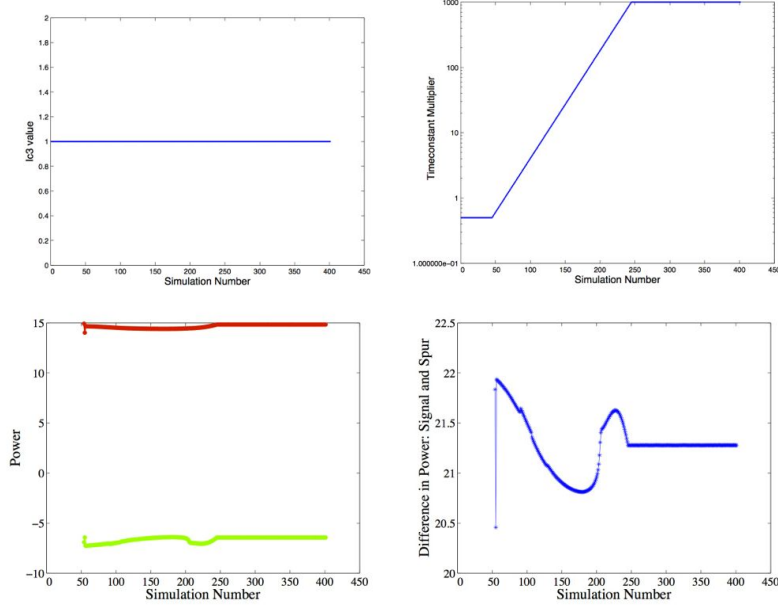 2
1.8
1.6
1.4
1.2
1
0.8
0.6
0.4
0.2
0
Ic3 value
0 50 100 150 200 250 300 350 400 450
Simulation Number
1000
100
10
1
1.000000e-01
Timeconstant Multiplier
0 50 100 150 200 250 300 350 400 450
Simulation Number
15
10
5
0
−5
−10
Power
0 50 100 150 200 250 300 350 400 450
Simulation Number
22.5
22
21.5
21
20.5
20
Difference in Power: Signal and Spur
0 50 100 150 200 250 300 350 400 450
Simulation Number